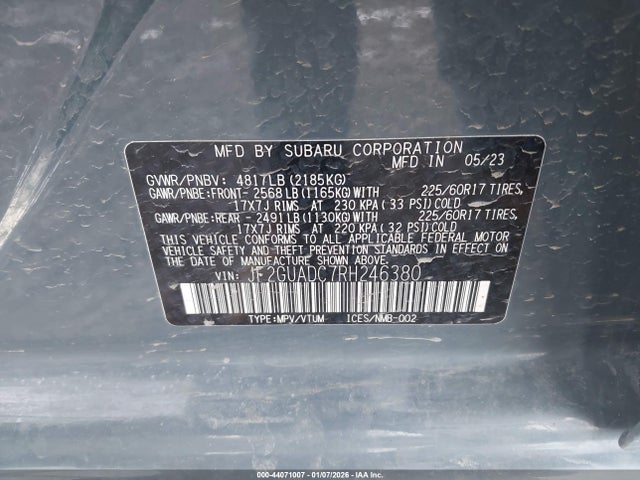 MFD BY SUBARU CORPORATION
MFD IN 05/23
GVWR/PNBV: 4817LB (2185KG)
GAWR/PNBE:FRONT- 2568LB (1165KG)WITH 225/60R17 TIRES,
17X7J RIMS AT 230 KPA ( 33 PSI)COLD
GAWR/PNBE:REAR - 2491LB (1130KG)WITH 225/60R17 TIRES,
17X7J RIMS AT 220 KPA ( 32 PSI)COLD
THIS VEHICLE CONFORMS TO ALL APPLICABLE FEDERAL MOTOR
VEHICLE SAFETY AND THEFT PREVENTION STANDARDS IN EFFECT ON
THE DATE OF MANUFACTURE SHOWN ABOVE.
VIN: JF2GUADC7RH246380
TYPE:MPV/VTUM ICES/NMB-002
000-44071007 01/07/2026 - IAA Inc.